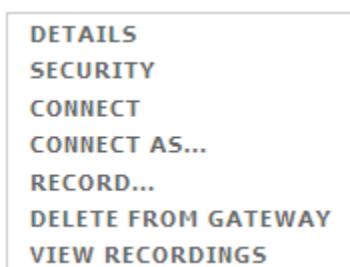 DETAILS
SECURITY
CONNECT
CONNECT AS...
RECORD...
DELETE FROM GATEWAY
VIEW RECORDINGS